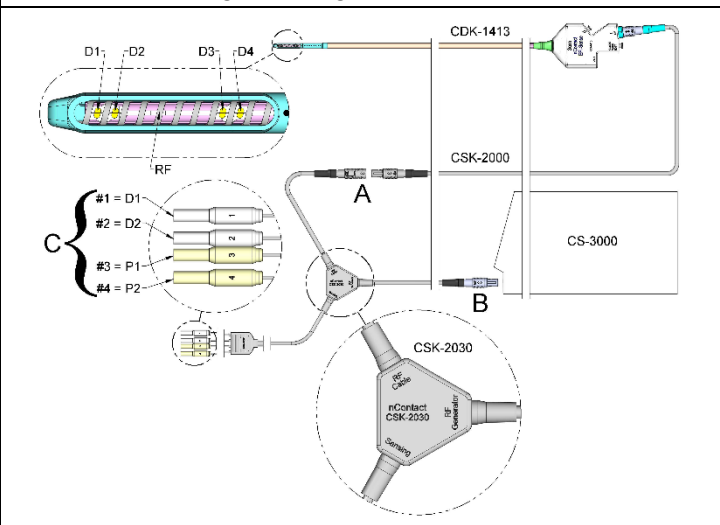 CDK-1413
D1
D2
D3
D4
RF
CSK-2000
A
#1 = D1
#2 = D2
#3 = P1
#4 = P2
C
1
2
3
4
CS-3000
B
CSK-2030
RF
Cable
nContact
CSK-2030
RF
Generator
Sensing